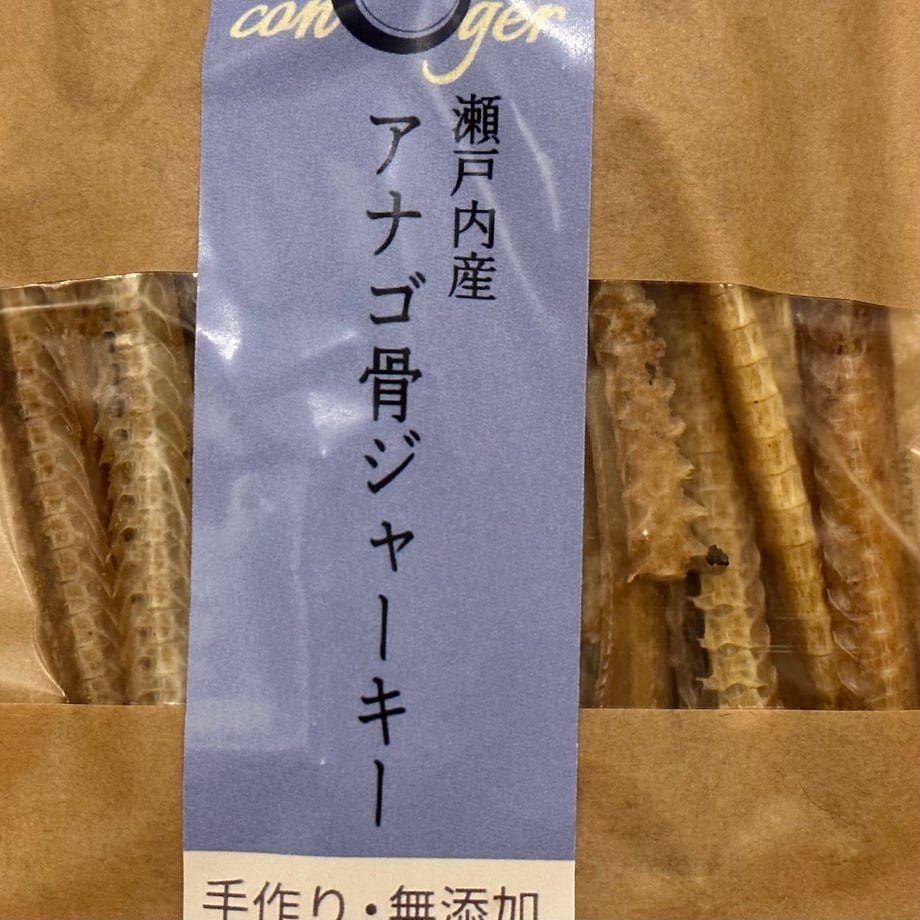 conger
瀬戸内産
アナゴ骨ジャーキー
手作り・無添加